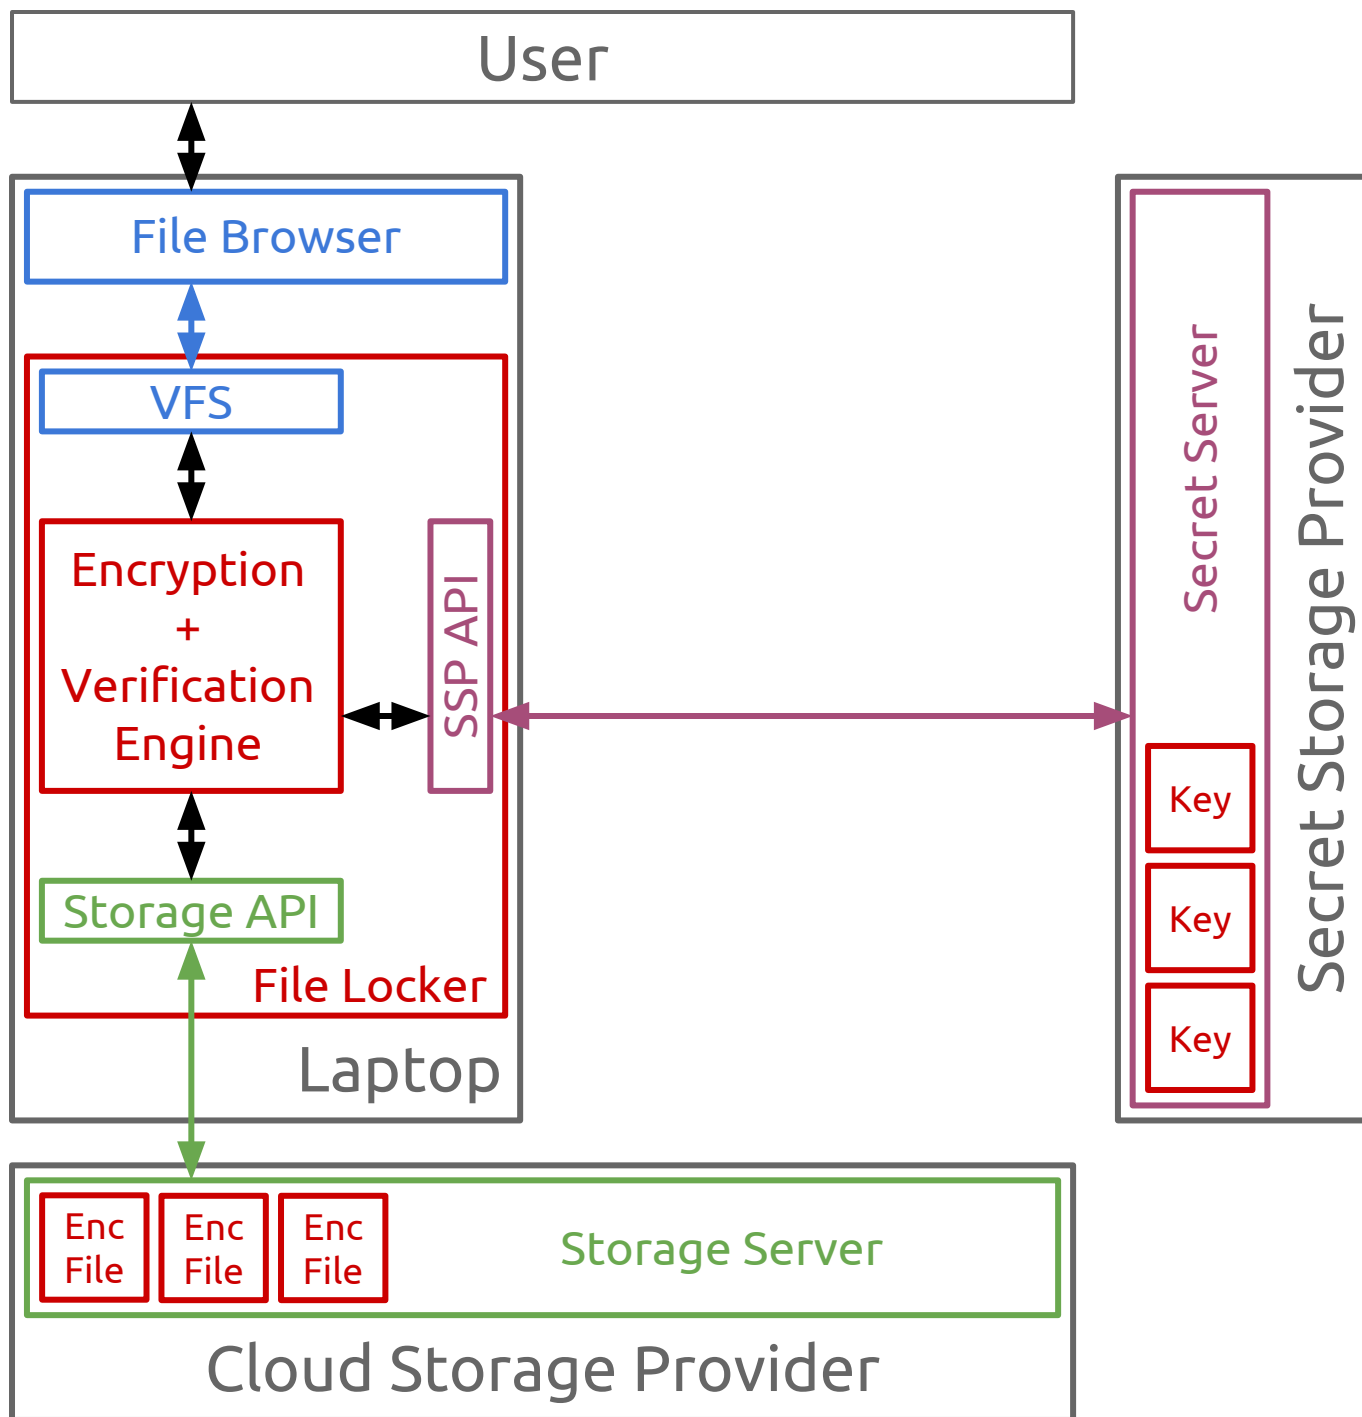 User
File Browser
VFS
Encryption
+
Verification
Engine
SSP API
Storage API
File Locker
Laptop
Secret Server
Key
Key
Key
Secret Storage Provider
Enc
File
Enc
File
Enc
File
Storage Server
Cloud Storage Provider